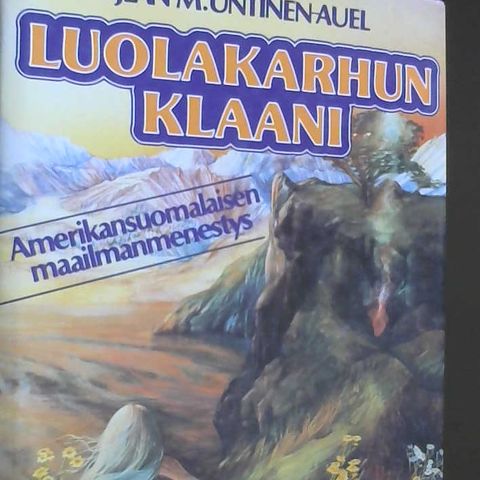 JEAN M. UNTINEN-AUEL
LUOLAKARHUN
KLAANI
Amerikansuomalaisen
maailmanmenestys